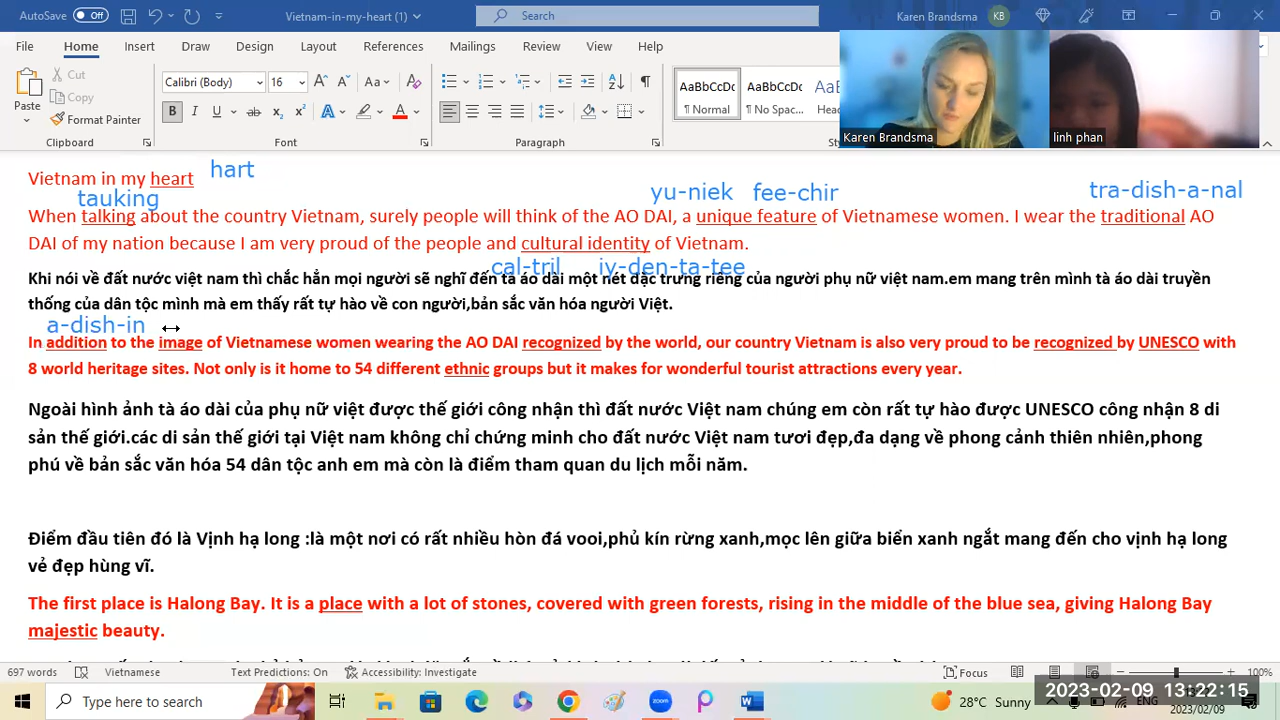 AutoSave Off Vietnam-in-my-heart (1) Search Karen Brandsma KB
File Home Insert Draw Design Layout References Mailings Review View Help
Paste Cut Copy Format Painter Calibri (Body) 16 Aa AaBbCcDc AaBbCcDc AaBb
¶ Normal ¶ No Spac... Head
Clipboard Font Paragraph
Karen Brandsma linh phan
hart
Vietnam in my heart
tauking yu-niek fee-chir tra-dish-a-nal
When talking about the country Vietnam, surely people will think of the AO DAI, a unique feature of Vietnamese women. I wear the traditional AO
DAI of my nation because I am very proud of the people and cultural identity of Vietnam.
cal-tril iy-den-ta-tee
Khi nói về đất nước việt nam thì chắc hẳn mọi người sẽ nghĩ đến tà áo dài một nét dặc trưng riêng của người phụ nữ việt nam.em mang trên mình tà áo dài truyền
thống của dân tộc mình mà em thấy rất tự hào về con người,bản sắc văn hóa người Việt.
a-dish-in
In addition to the image of Vietnamese women wearing the AO DAI recognized by the world, our country Vietnam is also very proud to be recognized by UNESCO with
8 world heritage sites. Not only is it home to 54 different ethnic groups but it makes for wonderful tourist attractions every year.
Ngoài hình ảnh tà áo dài của phụ nữ việt được thế giới công nhận thì đất nước Việt nam chúng em còn rất tự hào được UNESCO công nhận 8 di
sản thế giới.các di sản thế giới tại Việt nam không chỉ chứng minh cho đất nước Việt nam tươi đẹp,đa dạng về phong cảnh thiên nhiên,phong
phú về bản sắc văn hóa 54 dân tộc anh em mà còn là điểm tham quan du lịch mỗi năm.
Điểm đầu tiên đó là Vịnh hạ long :là một nơi có rất nhiều hòn đá vooi,phủ kín rừng xanh,mọc lên giữa biển xanh ngắt mang đến cho vịnh hạ long
vẻ đẹp hùng vĩ.
The first place is Halong Bay. It is a place with a lot of stones, covered with green forests, rising in the middle of the blue sea, giving Halong Bay
majestic beauty.
697 words Vietnamese Text Predictions: On Accessibility: Investigate Focus 100%
Type here to search zoom 28°C Sunny ENG 2023/02/09
2023-02-09 13:22:15